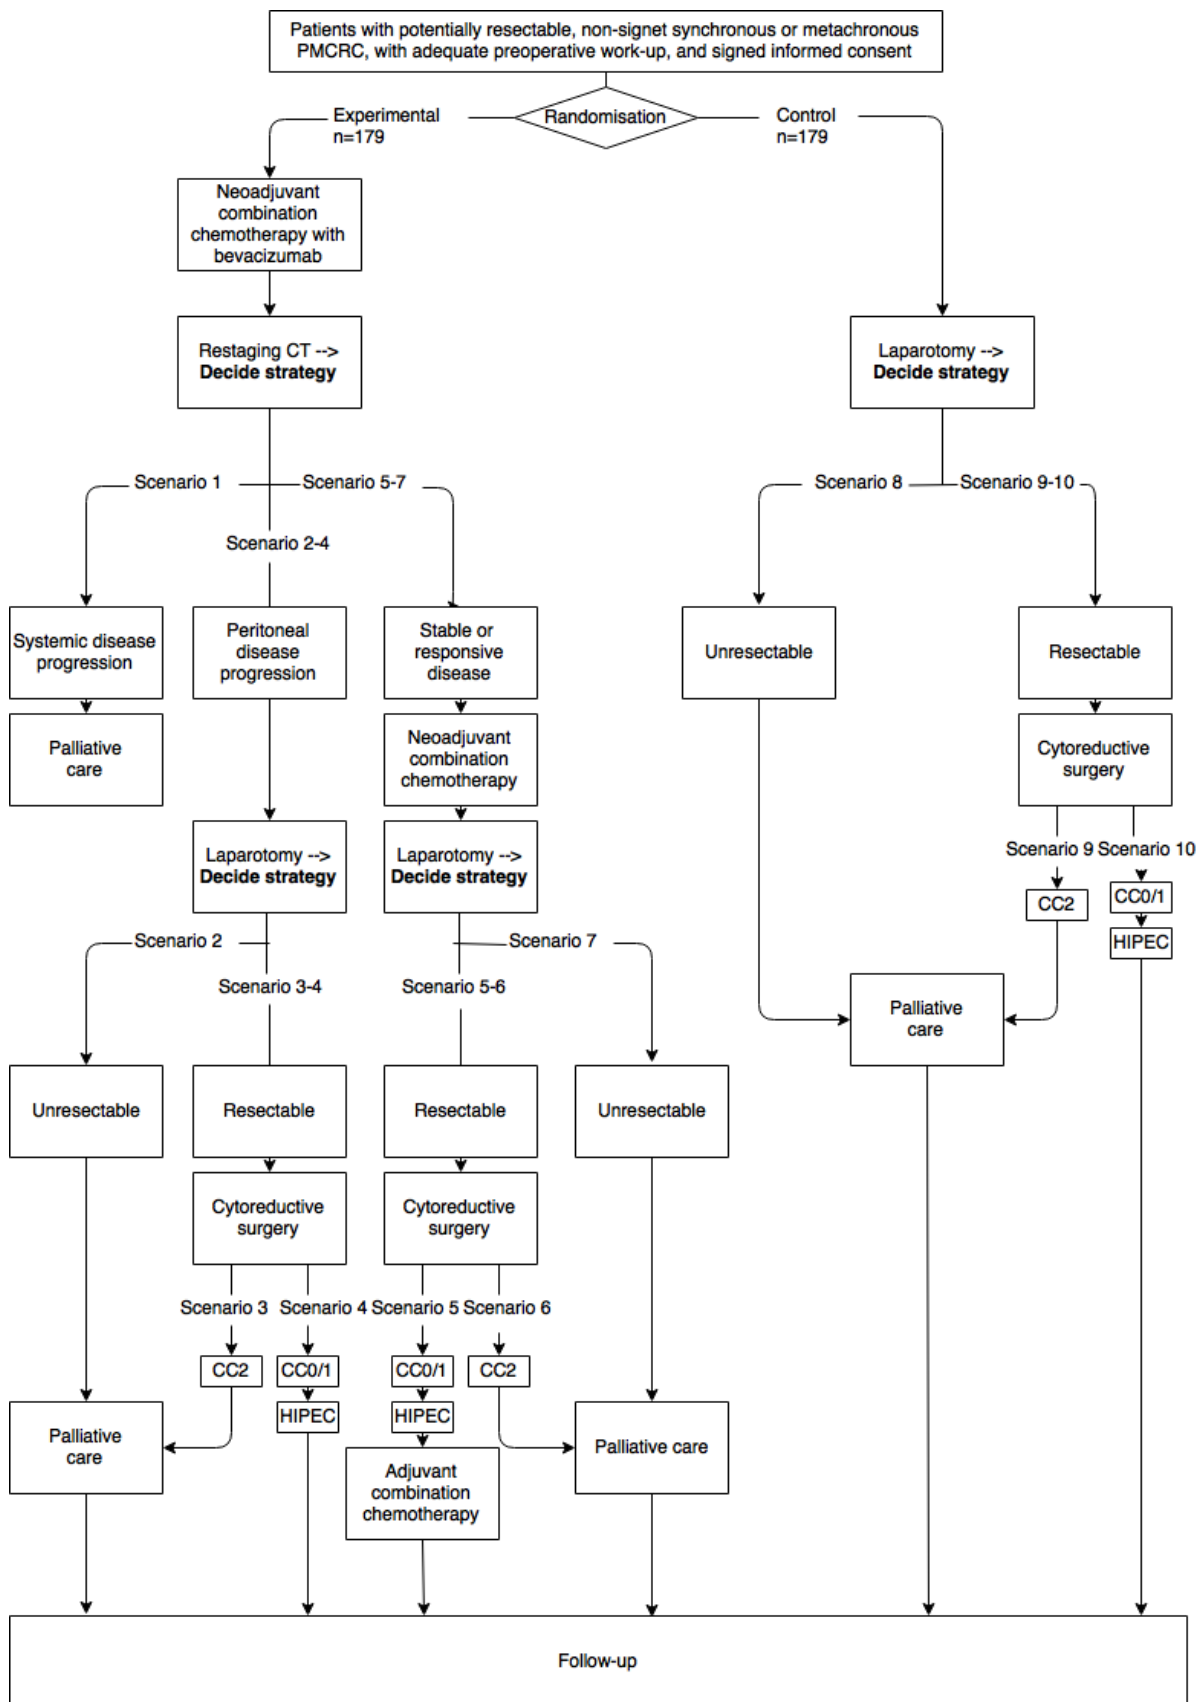 Patients with potentially resectable, non-signet synchronous or metachronous
PMCRC, with adequate preoperative work-up, and signed informed consent
Randomisation
Experimental
n=179
Control
n=179
Neoadjuvant
combination
chemotherapy with
bevacizumab
Restaging CT -->
Decide strategy
Laparotomy -->
Decide strategy
Scenario 1
Scenario 5-7
Scenario 2-4
Scenario 8
Scenario 9-10
Systemic disease
progression
Peritoneal
disease
progression
Stable or
responsive
disease
Unresectable
Resectable
Palliative
care
Neoadjuvant
combination
chemotherapy
Cytoreductive
surgery
Laparotomy -->
Decide strategy
Laparotomy -->
Decide strategy
Scenario 9
Scenario 10
CC2
CC0/1
HIPEC
Scenario 2
Scenario 7
Scenario 3-4
Scenario 5-6
Palliative
care
Unresectable
Resectable
Resectable
Unresectable
Cytoreductive
surgery
Cytoreductive
surgery
Scenario 3
Scenario 4
Scenario 5
Scenario 6
CC2
CC0/1
CC0/1
CC2
HIPEC
HIPEC
Palliative
care
Adjuvant
combination
chemotherapy
Palliative care
Follow-up